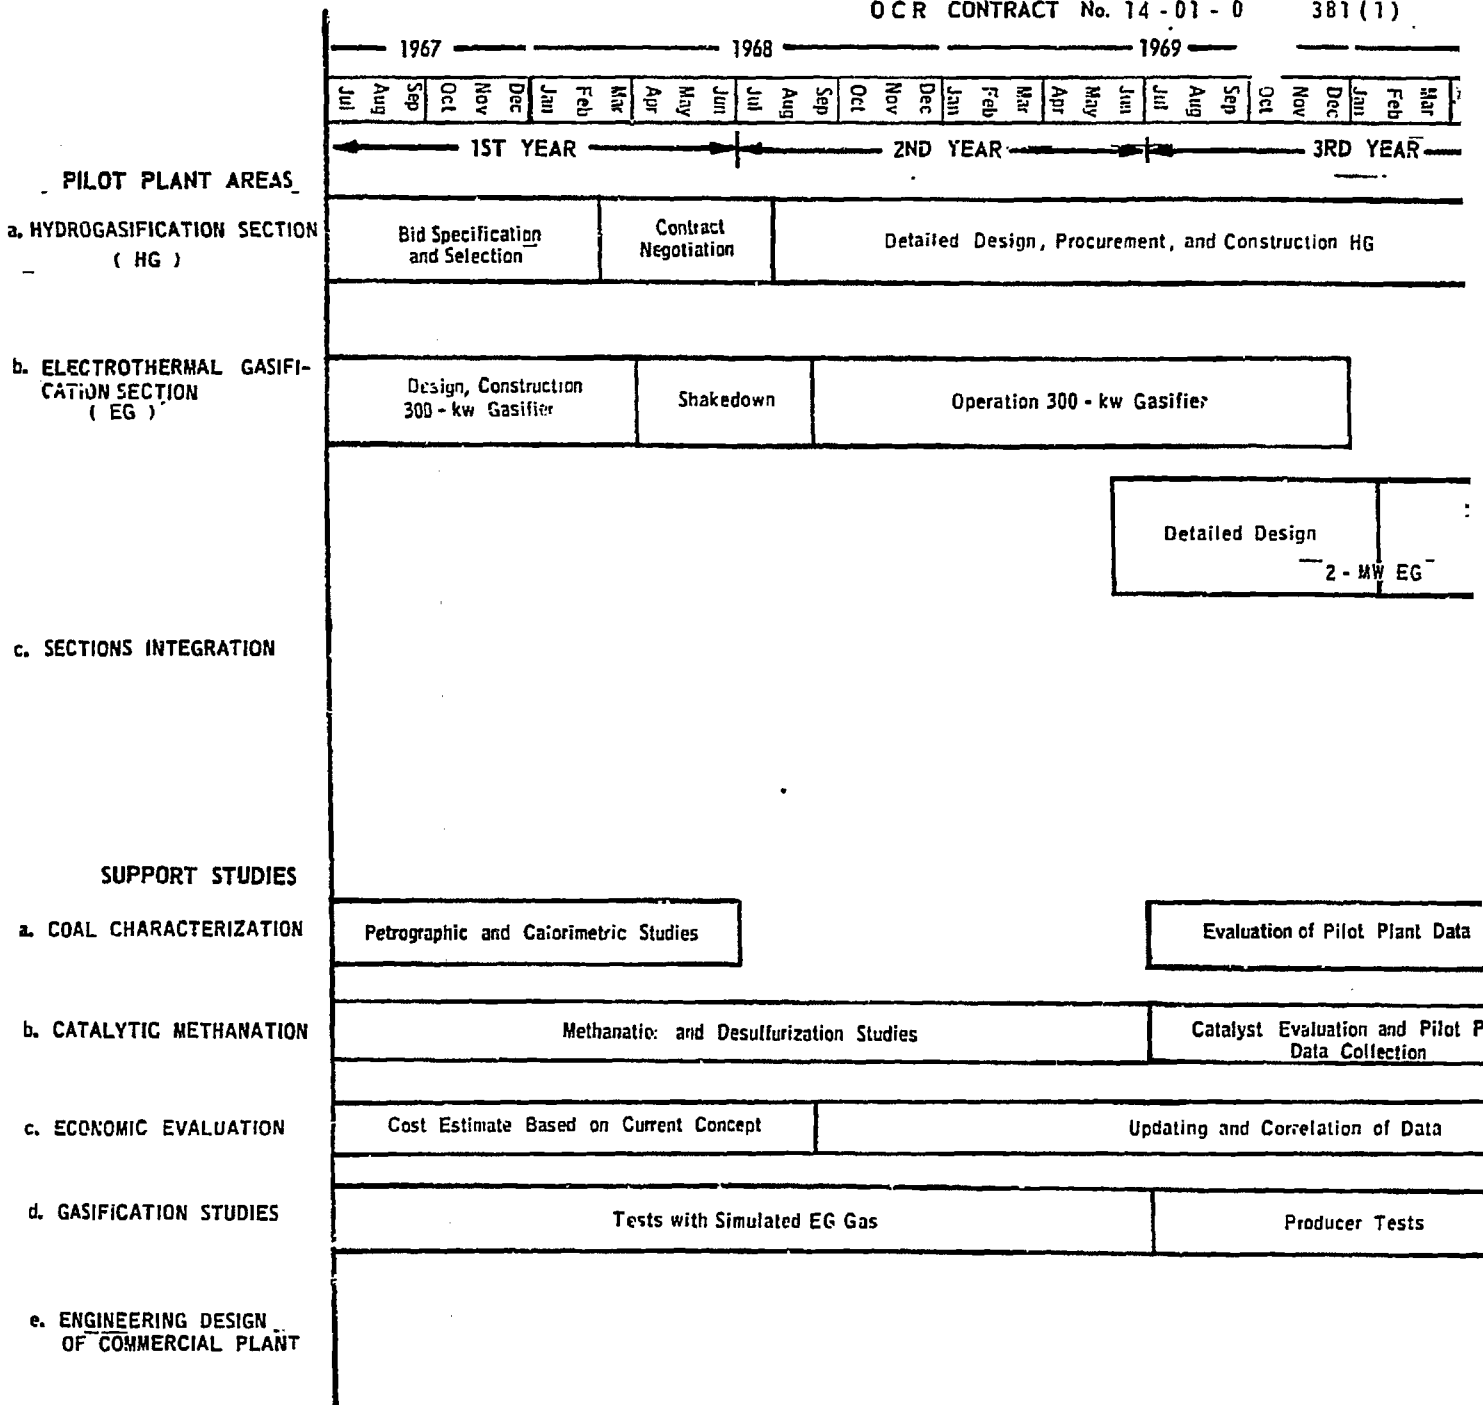 OCR CONTRACT No. 14-01-0 381(1)
1967 1968 1969
Jul Aug Sep Oct Nov Dec Jan Feb Mar Apr May Jun Jul Aug Sep Oct Nov Dec Jan Feb Mar Apr May Jun Jul Aug Sep Oct Nov Dec Jan Feb Mar
1ST YEAR 2ND YEAR 3RD YEAR
PILOT PLANT AREAS
a. HYDROGASIFICATION SECTION
( HG )
Bid Specification
and Selection
Contract
Negotiation
Detailed Design, Procurement, and Construction HG
b. ELECTROTHERMAL GASIFI-
CATION SECTION
( EG )
Design, Construction
300-kw Gasifier
Shakedown
Operation 300-kw Gasifier
Detailed Design
2-MW EG
c. SECTIONS INTEGRATION
SUPPORT STUDIES
a. COAL CHARACTERIZATION
Petrographic and Calorimetric Studies
Evaluation of Pilot Plant Data
b. CATALYTIC METHANATION
Methanation and Desulfurization Studies
Catalyst Evaluation and Pilot P
Data Collection
c. ECONOMIC EVALUATION
Cost Estimate Based on Current Concept
Updating and Correlation of Data
d. GASIFICATION STUDIES
Tests with Simulated EG Gas
Producer Tests
e. ENGINEERING DESIGN
OF COMMERCIAL PLANT